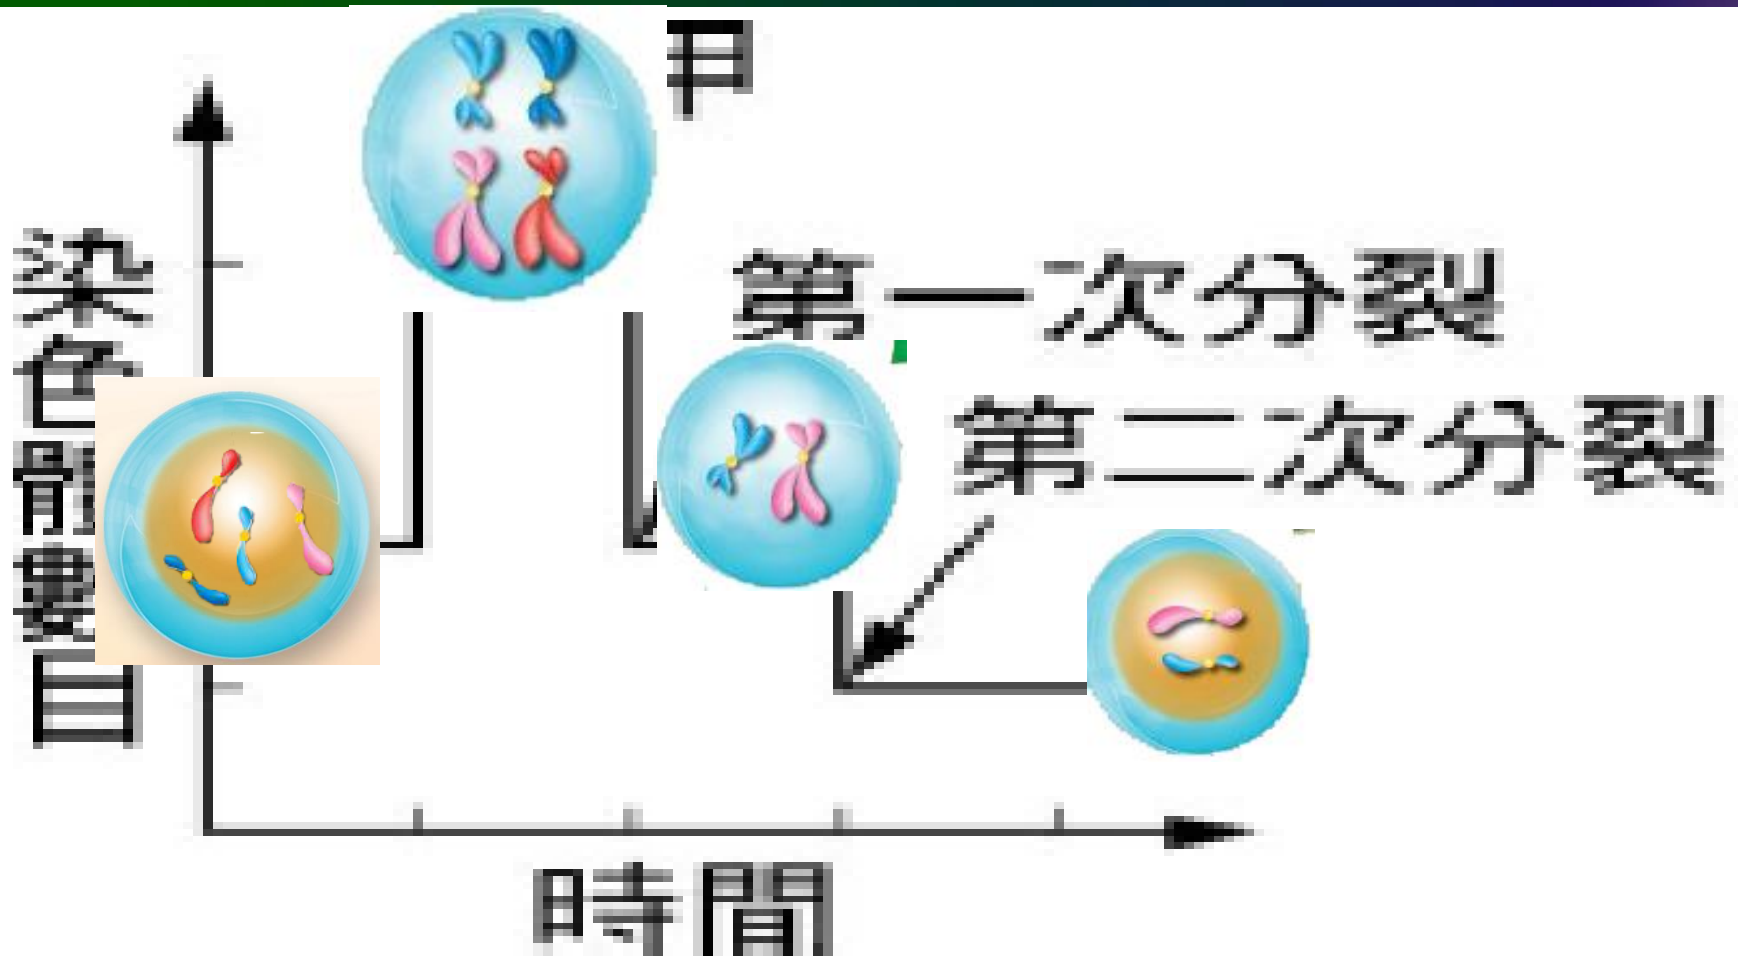 甲
第一次分裂
第二次分裂
染色體數目
時間